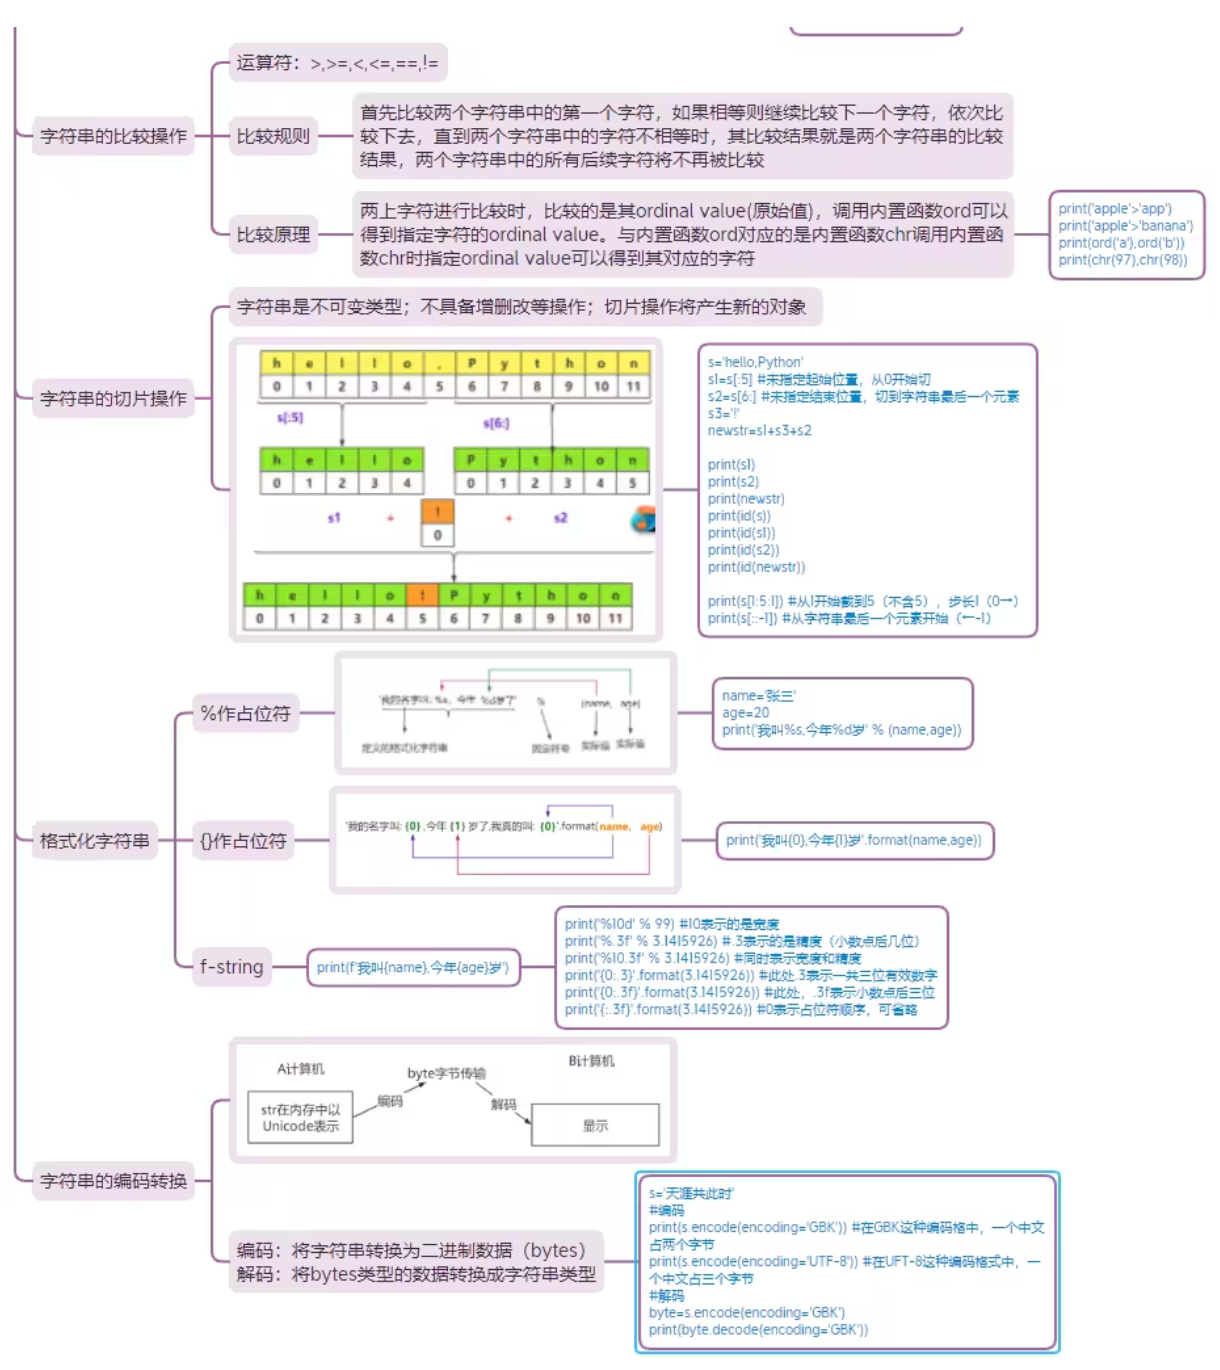 字符串的比较操作
运算符：>,>=,<,<=,==,!=
比较规则
首先比较两个字符串中的第一个字符，如果相等则继续比较下一个字符，依次比
较下去，直到两个字符串中的字符不相等时，其比较结果就是两个字符串的比较
结果，两个字符串中的所有后续字符将不再被比较
比较原理
两上字符进行比较时，比较的是其ordinal value(原始值)，调用内置函数ord可以
得到指定字符的ordinal value。与内置函数ord对应的是内置函数chr调用内置函
数chr时指定ordinal value可以得到其对应的字符
print('apple'>'app')
print('apple'>'banana')
print(ord('a'),ord('b'))
print(chr(97),chr(98))
字符串的切片操作
字符串是不可变类型；不具备增删改等操作；切片操作将产生新的对象
h e l l o , P y t h o n
0 1 2 3 4 5 6 7 8 9 10 11
s[:5]
s[6:]
h e l l o
P y t h o n
0 1 2 3 4
0 1 2 3 4 5
s1 + ! + s2
0
h e l l o ! P y t h o n
0 1 2 3 4 5 6 7 8 9 10 11
s='hello,Python'
s1=s[:5] #未指定起始位置，从0开始切
s2=s[6:] #未指定结束位置，切到字符串最后一个元素
s3='!'
newstr=s1+s3+s2
print(s1)
print(s2)
print(newstr)
print(id(s))
print(id(s1))
print(id(s2))
print(id(newstr))
print(s[1:5:1]) #从1开始截到5（不含5），步长1（0→）
print(s[::-1]) #从字符串最后一个元素开始（←-1）
格式化字符串
%作占位符
'我的名字叫: %s，今年 %d岁了' % (name, age)
定义的格式化字符串
固定符号
实际值
实际值
name='张三'
age=20
print('我叫%s,今年%d岁' % (name,age))
{}作占位符
'我的名字叫: {0} ,今年 {1} 岁了,我真的叫: {0}'.format(name, age)
print('我叫{0},今年{1}岁'.format(name,age))
f-string
print(f'我叫{name},今年{age}岁')
print('%10d' % 99) #10表示的是宽度
print('%.3f' % 3.1415926) #.3表示的是精度（小数点后几位）
print('%10.3f' % 3.1415926) #同时表示宽度和精度
print('{0:.3}'.format(3.1415926)) #此处.3表示一共三位有效数字
print('{0:.3f}'.format(3.1415926)) #此处，.3f表示小数点后三位
print('{:.3f}'.format(3.1415926)) #0表示占位符顺序，可省略
字符串的编码转换
A计算机
B计算机
byte字节传输
编码
解码
str在内存中以
Unicode表示
显示
编码：将字符串转换为二进制数据（bytes）
解码：将bytes类型的数据转换成字符串类型
s='天涯共此时'
#编码
print(s.encode(encoding='GBK')) #在GBK这种编码格中，一个中文
占两个字节
print(s.encode(encoding='UTF-8')) #在UFT-8这种编码格式中，一
个中文占三个字节
#解码
byte=s.encode(encoding='GBK')
print(byte.decode(encoding='GBK'))